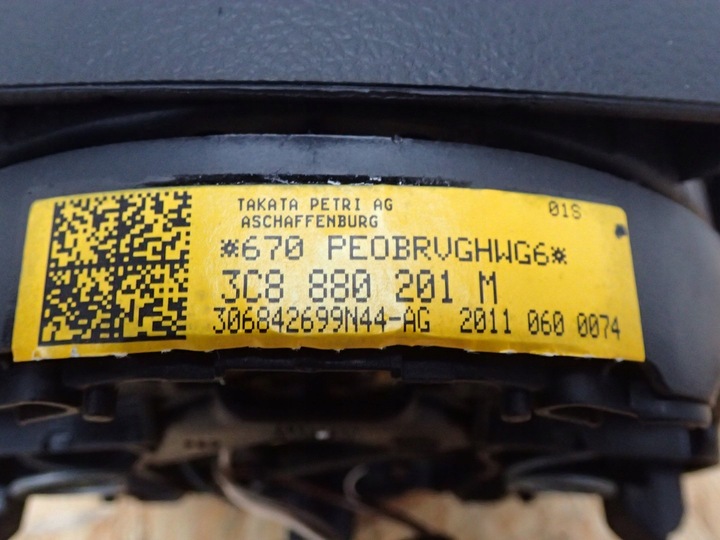 TAKATA PETRI AG 01S
ASCHAFFENBURG
*670 PEOBRVGHWG6*
3C8 880 201 M
306842699N44-AG 2011 060 0074